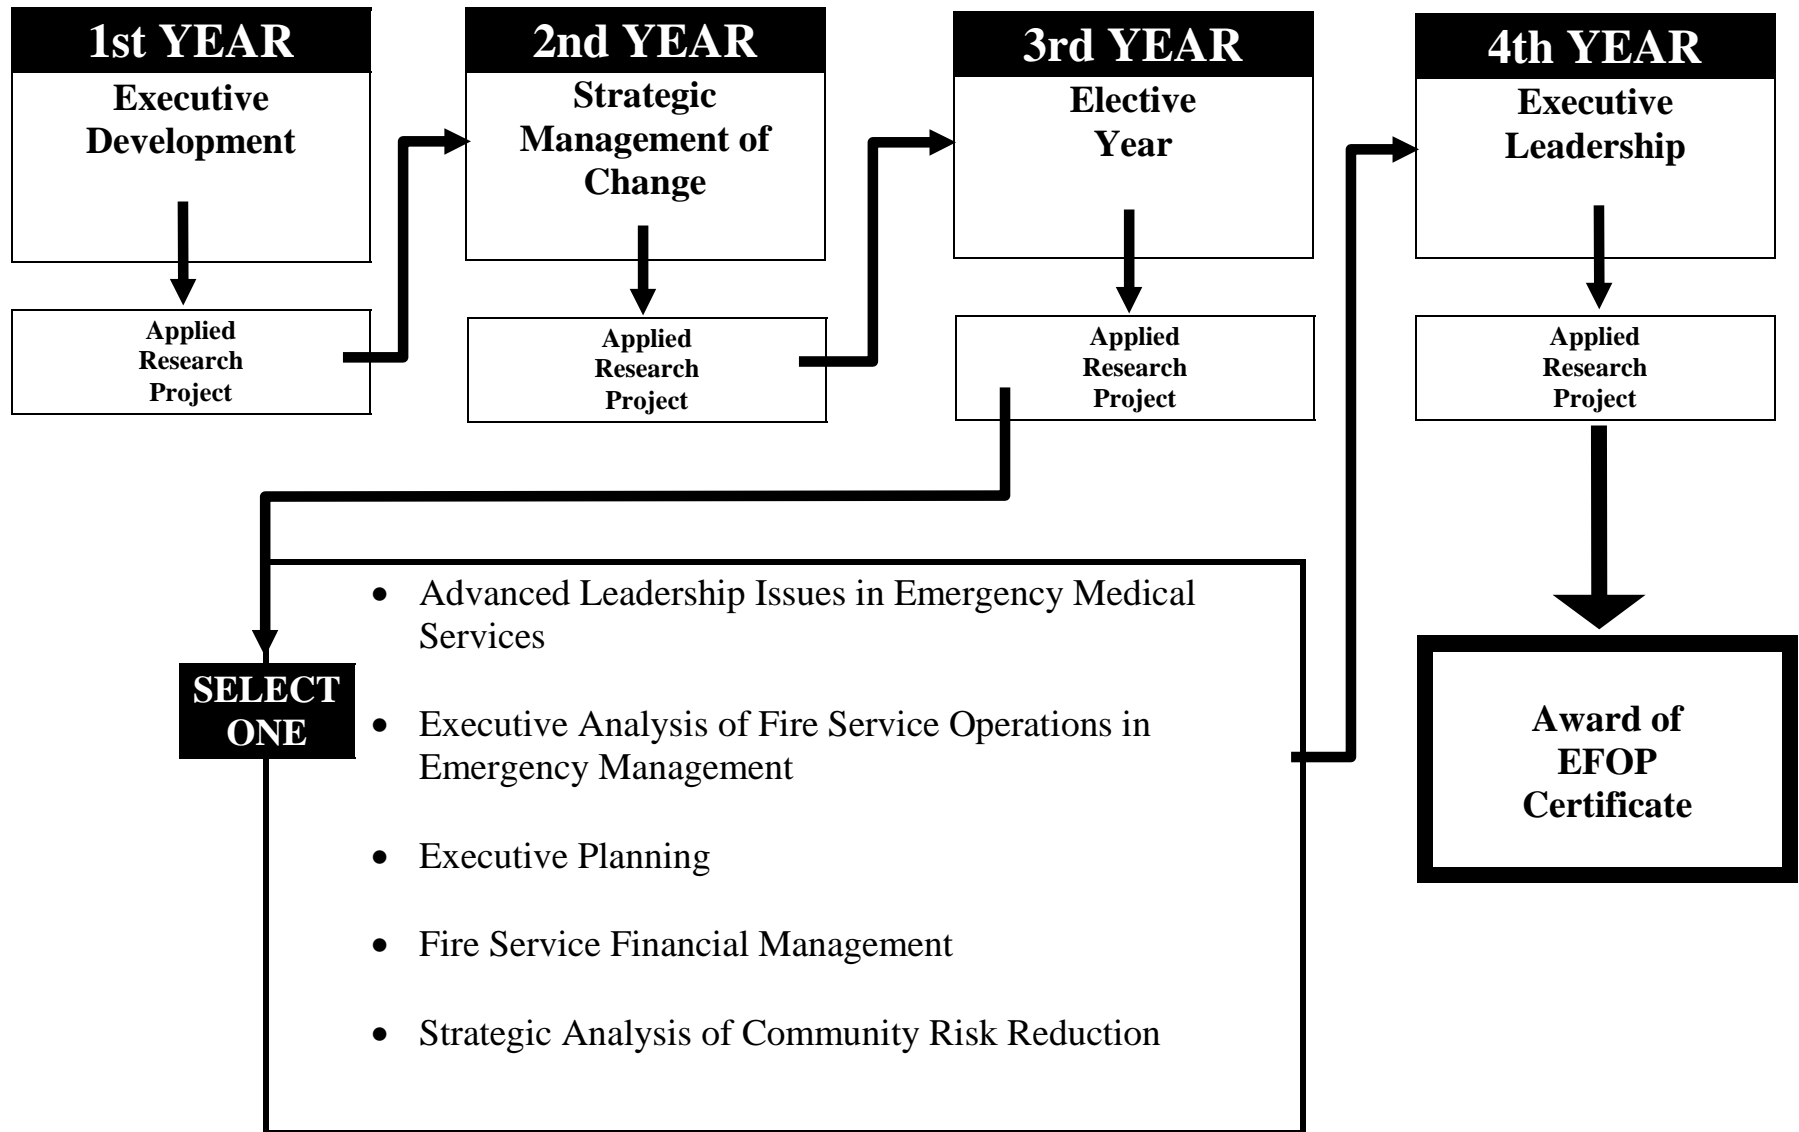 1st YEAR
Executive
Development
Applied
Research
Project
2nd YEAR
Strategic
Management of
Change
Applied
Research
Project
3rd YEAR
Elective
Year
Applied
Research
Project
4th YEAR
Executive
Leadership
Applied
Research
Project
SELECT
ONE
• Advanced Leadership Issues in Emergency Medical
Services
• Executive Analysis of Fire Service Operations in
Emergency Management
• Executive Planning
• Fire Service Financial Management
• Strategic Analysis of Community Risk Reduction
Award of
EFOP
Certificate